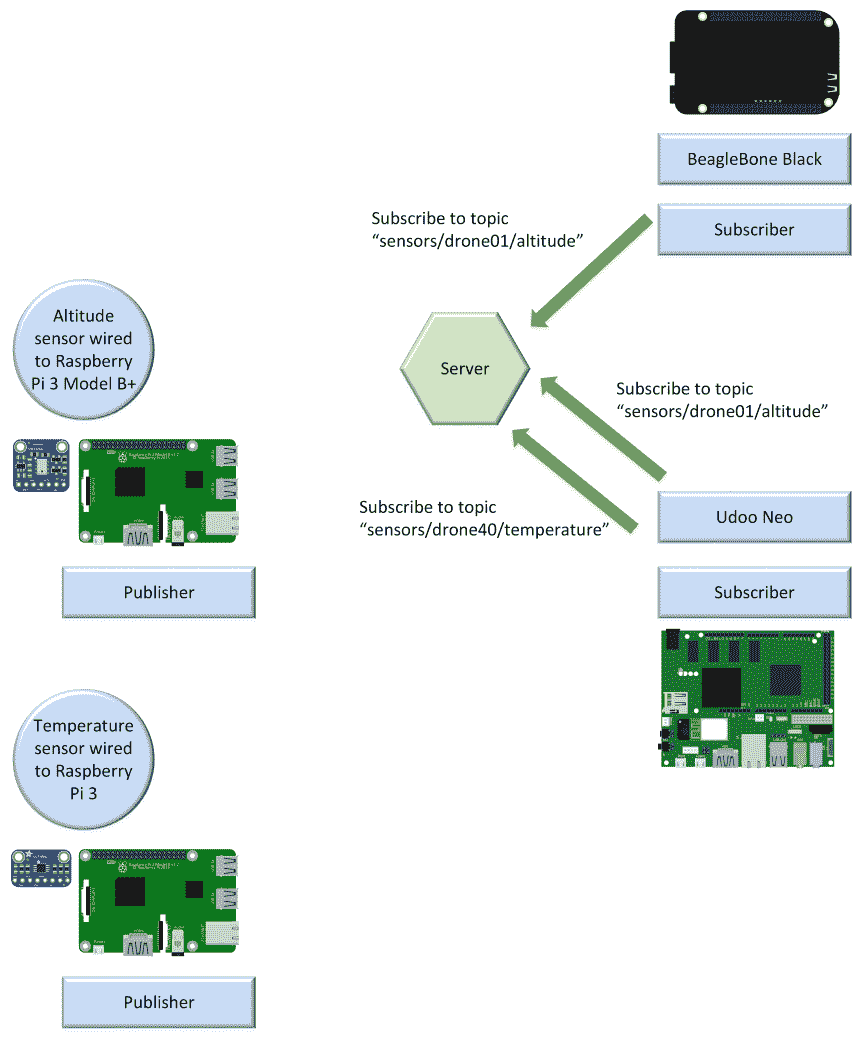 BeagleBone Black
Subscriber
Subscribe to topic
“sensors/drone01/altitude”
Altitude
sensor wired
to Raspberry
Pi 3 Model B+
Server
Subscribe to topic
“sensors/drone01/altitude”
Subscribe to topic
“sensors/drone40/temperature”
Udoo Neo
Publisher
Subscriber
Temperature
sensor wired
to Raspberry
Pi 3
Publisher